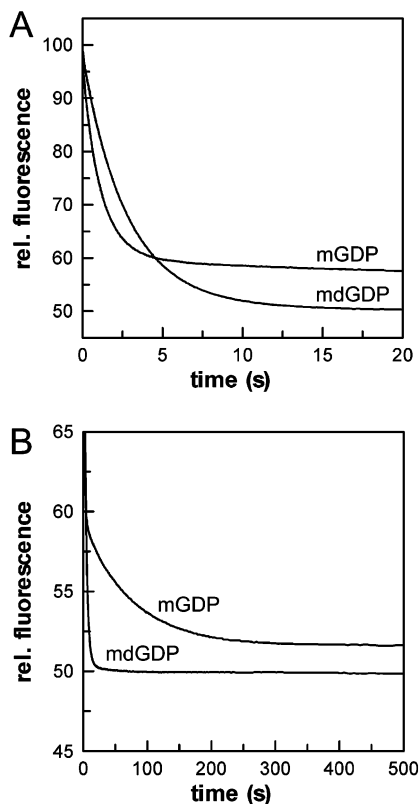 A
100
90
80
70
60
50
rel. fluorescence
mGDP
mdGDP
0 5 10 15 20
time (s)
B
65
60
55
50
45
rel. fluorescence
mGDP
mdGDP
0 100 200 300 400 500
time (s)